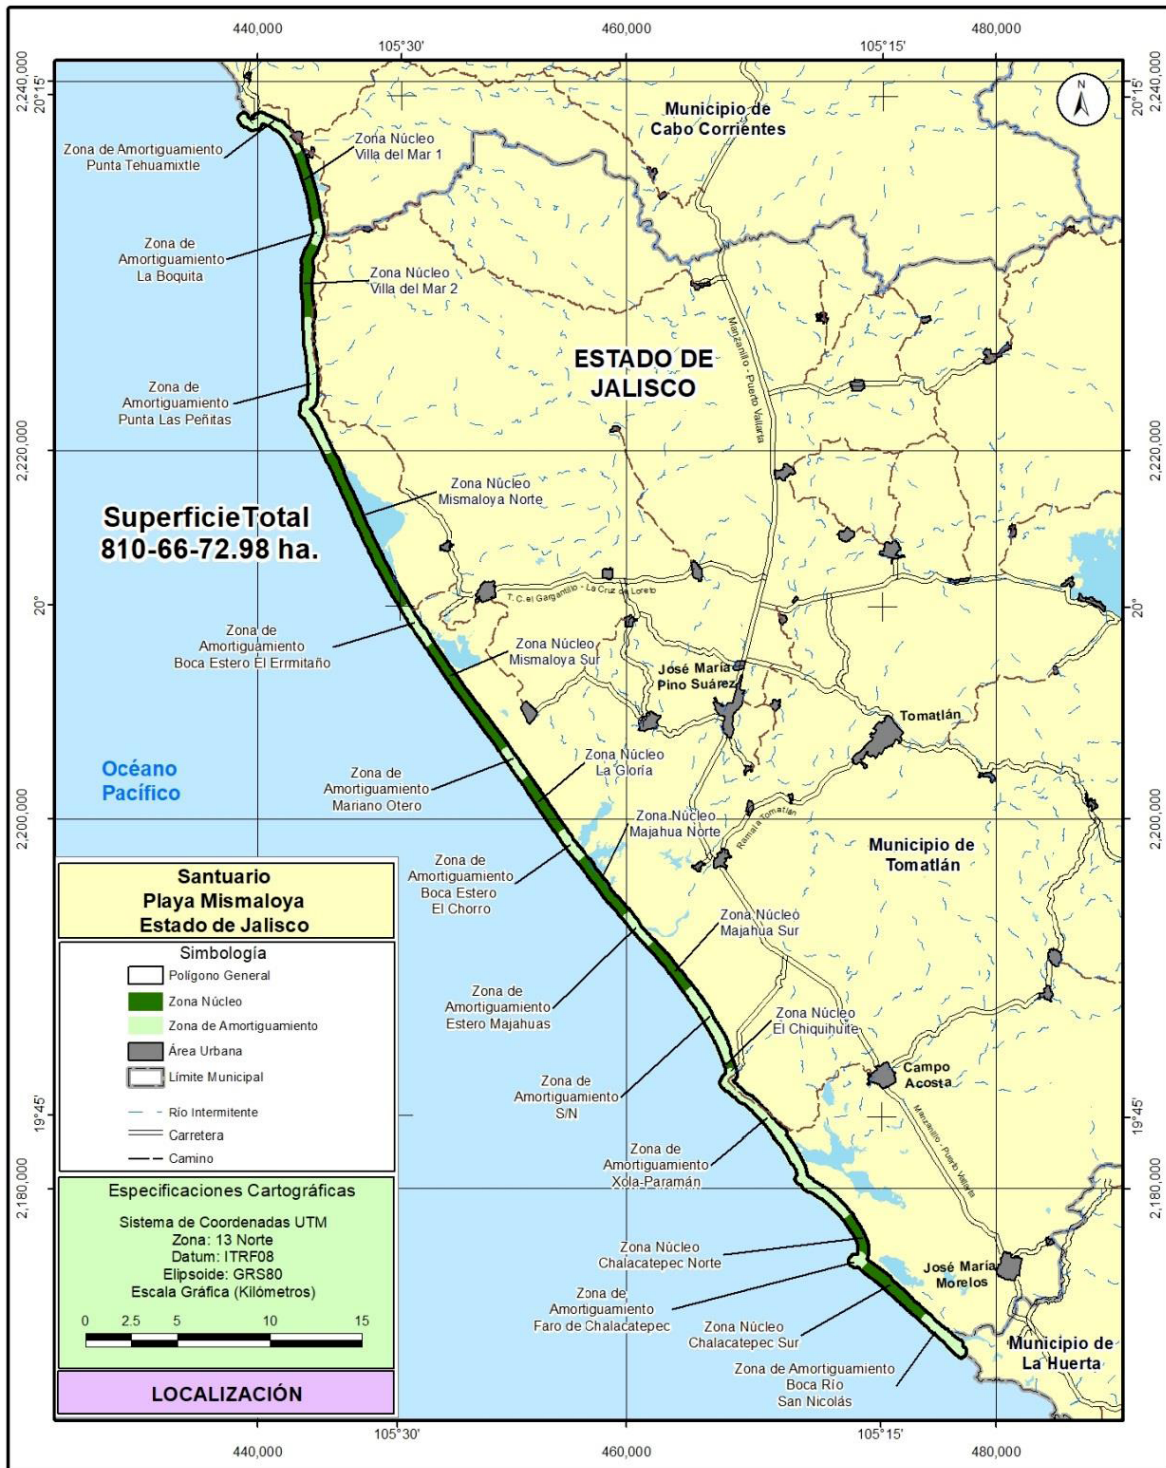 440,000
105°30'
460,000
105°15'
480,000
2,240,000
20°15'
2,220,000
20°
2,200,000
19°45'
2,180,000
20°15'
2,240,000
2,220,000
20°
2,200,000
19°45'
2,180,000
N
Municipio de
Cabo Corrientes
Zona de Amortiguamiento
Punta Tehuamixtle
Zona Núcleo
Villa del Mar 1
Zona de
Amortiguamiento
La Boquita
Zona Núcleo
Villa del Mar 2
ESTADO DE
JALISCO
Manzanillo - Puerto Vallarta
Zona de
Amortiguamiento
Punta Las Peñitas
Zona Núcleo
Mismaloya Norte
SuperficieTotal
810-66-72.98 ha.
T. C. el Gargantillo - La Cruz de Loreto
Zona de
Amortiguamiento
Boca Estero El Ermitaño
Zona Núcleo
Mismaloya Sur
José María
Pino Suárez
Tomatlán
Océano
Pacífico
Zona Núcleo
La Gloria
Zona de
Amortiguamiento
Mariano Otero
Zona Núcleo
Majahua Norte
Ramal a Tomatlán
Municipio de
Tomatlán
Zona de
Amortiguamiento
Boca Estero
El Chorro
Zona Núcleo
Majahua Sur
Zona de
Amortiguamiento
Estero Majahuas
Zona Núcleo
El Chiquihuite
Campo
Acosta
Zona de
Amortiguamiento
S/N
Manzanillo - Puerto Vallarta
Zona de
Amortiguamiento
Xola-Paramán
Zona Núcleo
Chalacatepec Norte
José María
Morelos
Zona de
Amortiguamiento
Faro de Chalacatepec
Zona Núcleo
Chalacatepec Sur
Municipio de
La Huerta
Zona de Amortiguamiento
Boca Río
San Nicolás
Santuario
Playa Mismaloya
Estado de Jalisco
Simbología
Polígono General
Zona Núcleo
Zona de Amortiguamiento
Área Urbana
Límite Municipal
Río Intermitente
Carretera
Camino
Especificaciones Cartográficas
Sistema de Coordenadas UTM
Zona: 13 Norte
Datum: ITRF08
Elipsoide: GRS80
Escala Gráfica (Kilómetros)
0 2.5 5 10 15
LOCALIZACIÓN
440,000
105°30'
460,000
105°15'
480,000